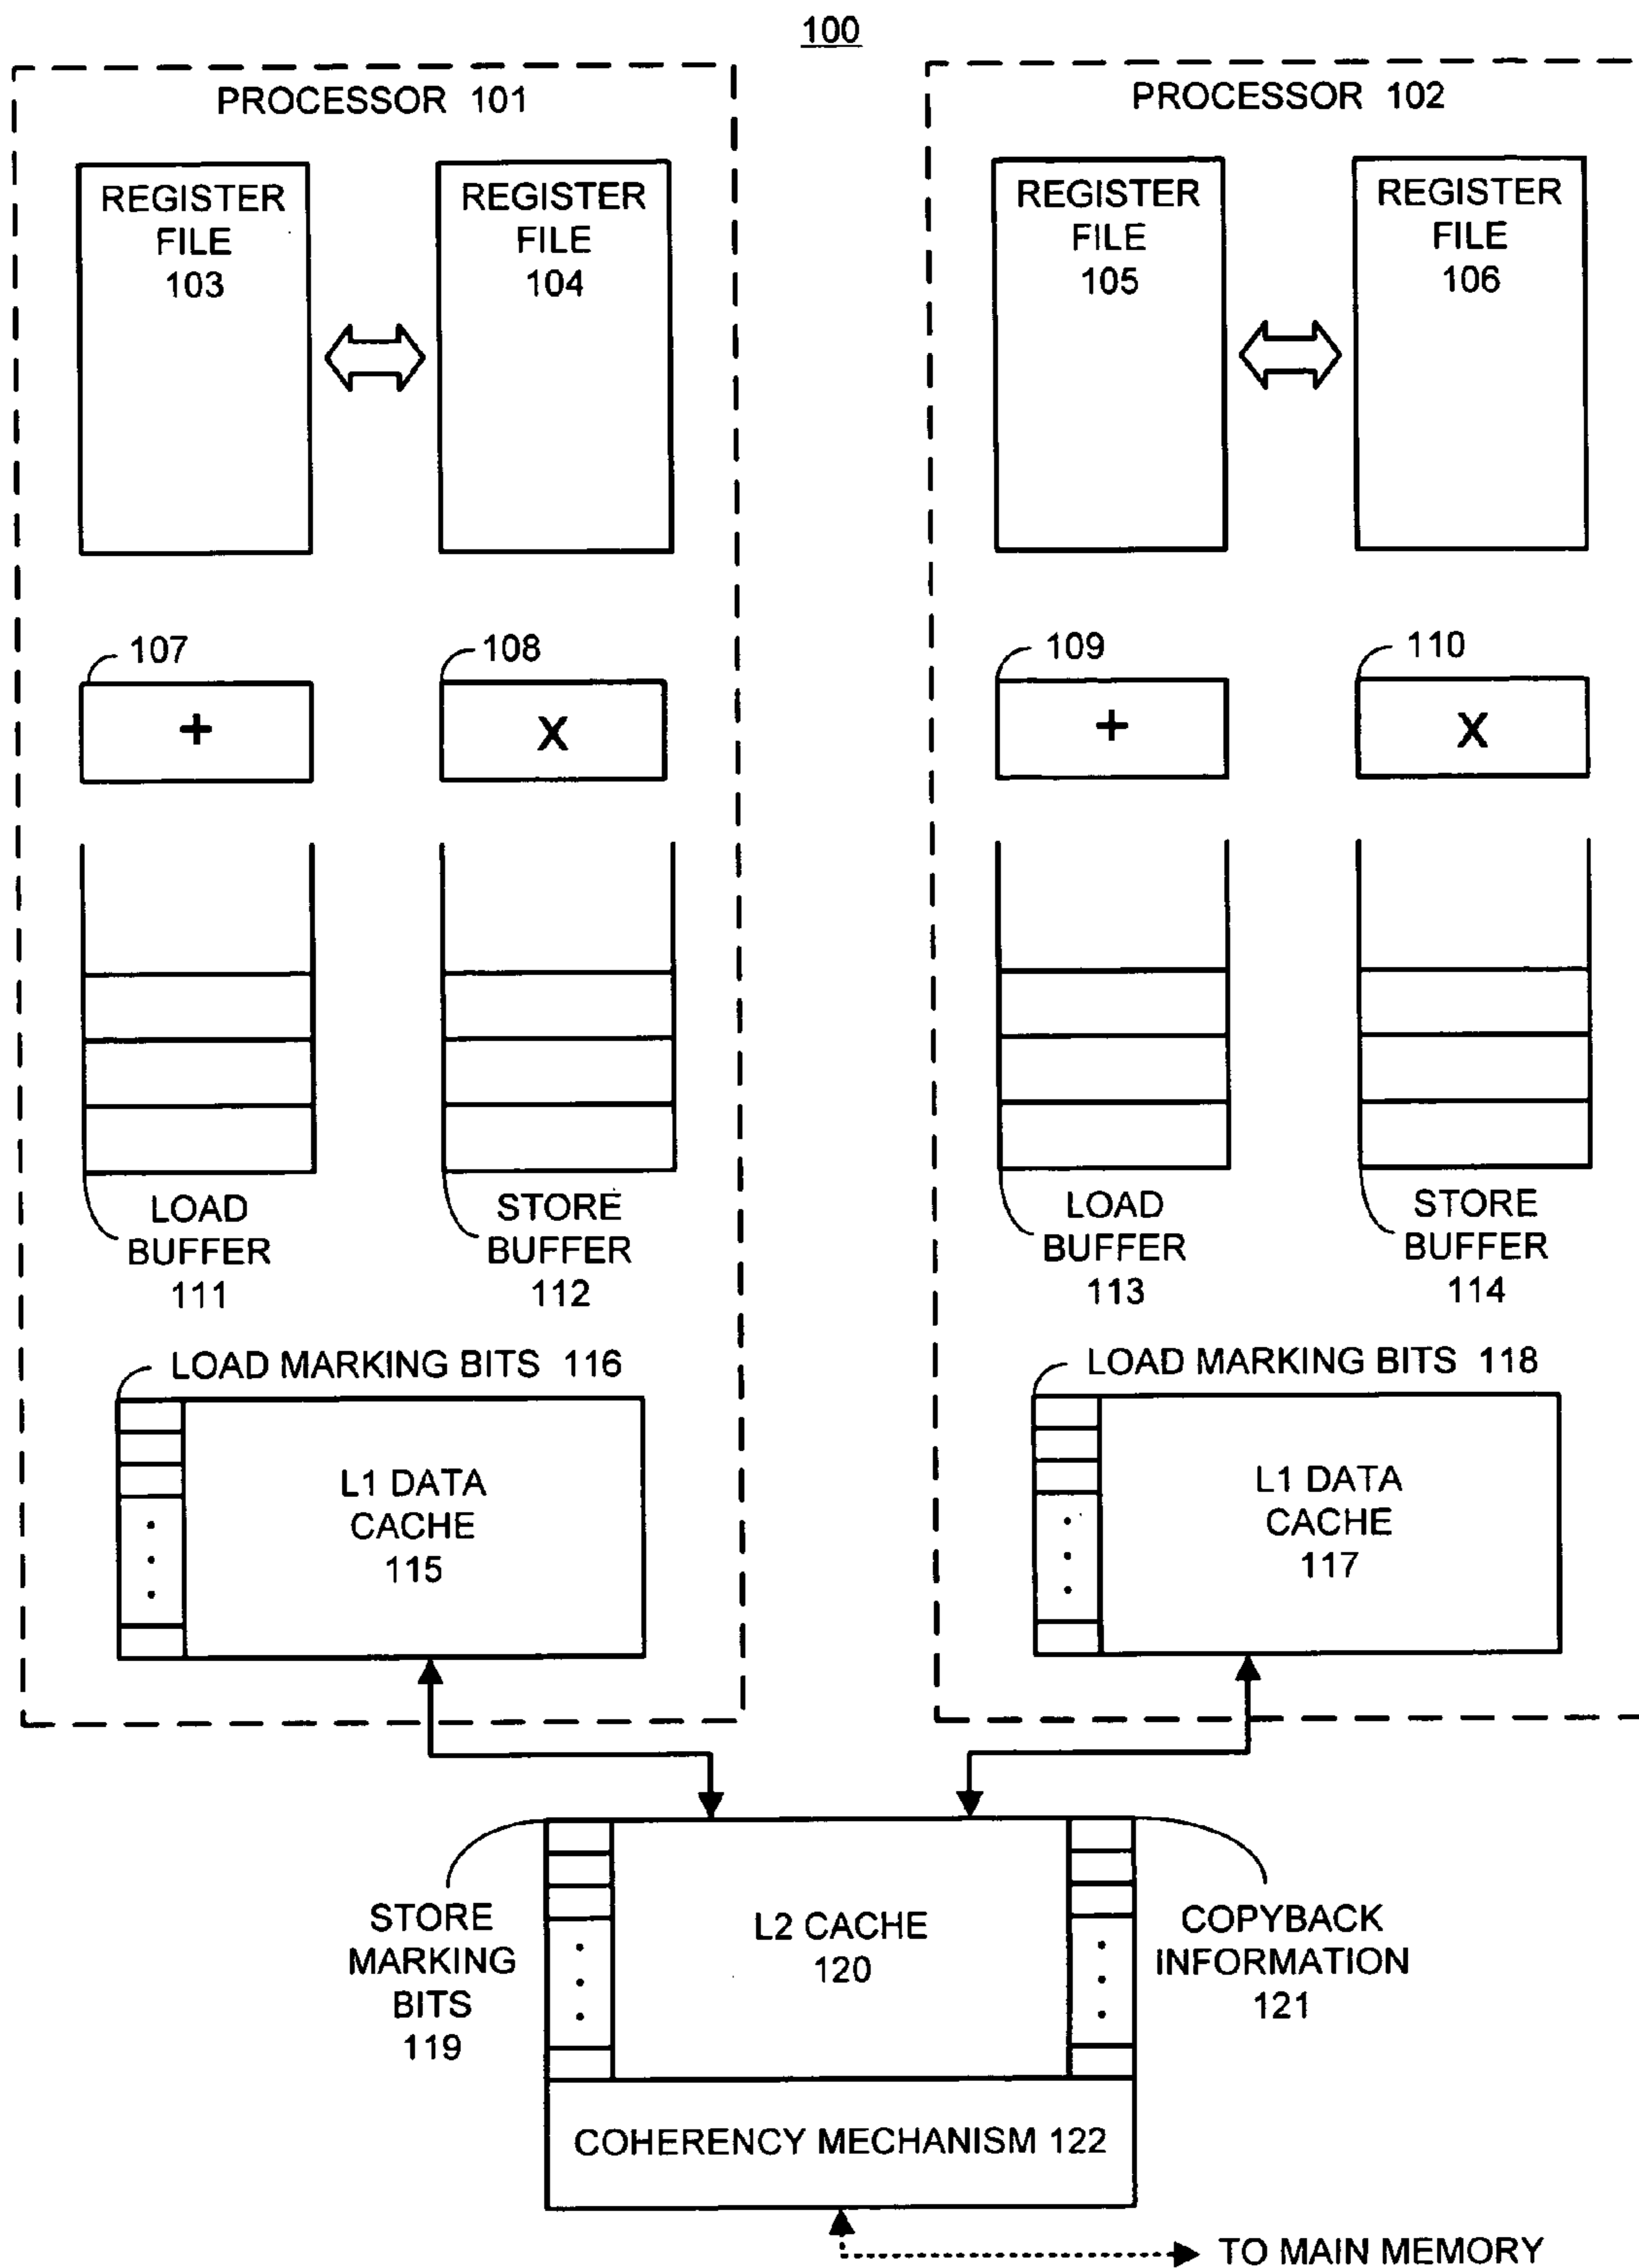 100
PROCESSOR 101
REGISTER
FILE
103
REGISTER
FILE
104
107
+
108
X
LOAD
BUFFER
111
STORE
BUFFER
112
LOAD MARKING BITS 116
L1 DATA
CACHE
115
PROCESSOR 102
REGISTER
FILE
105
REGISTER
FILE
106
109
+
110
X
LOAD
BUFFER
113
STORE
BUFFER
114
LOAD MARKING BITS 118
L1 DATA
CACHE
117
STORE
MARKING
BITS
119
L2 CACHE
120
COPYBACK
INFORMATION
121
COHERENCY MECHANISM 122
TO MAIN MEMORY